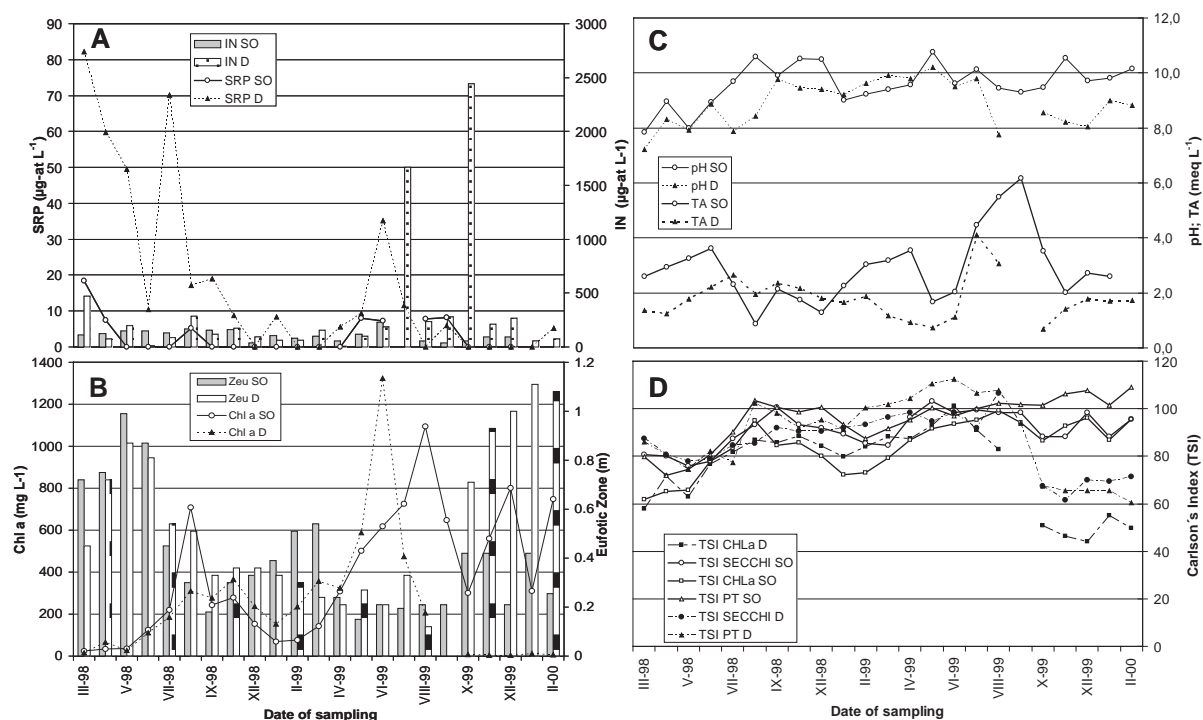 A
90
80
70
60
50
40
30
20
10
0
SRP (µg-at L-1)
IN SO
IN D
SRP SO
SRP D
3000
2500
2000
1500
1000
500
0
IN (µg-at L-1)
B
1400
1200
1000
800
600
400
200
0
Chl a (mg L-1)
Zeu SO
Zeu D
Chl a SO
Chl a D
1.2
1
0.8
0.6
0.4
0.2
0
Eufotic Zone (m)
III-98
V-98
VII-98
IX-98
XII-98
II-99
IV-99
VI-99
VIII-99
X-99
XII-99
II-00
Date of sampling
C
pH SO
pH D
TA SO
TA D
12,0
10,0
8,0
6,0
4,0
2,0
0,0
pH; TA (meq L-1)
D
TSI CHLa D
TSI SECCHI SO
TSI CHLa SO
TSI PT SO
TSI SECCHI D
TSI PT D
120
100
80
60
40
20
0
Carlson´s Index (TSI)
III-98
V-98
VII-98
IX-98
XII-98
II-99
IV-99
VI-99
VIII-99
X-99
XII-99
II-00
Date of sampling